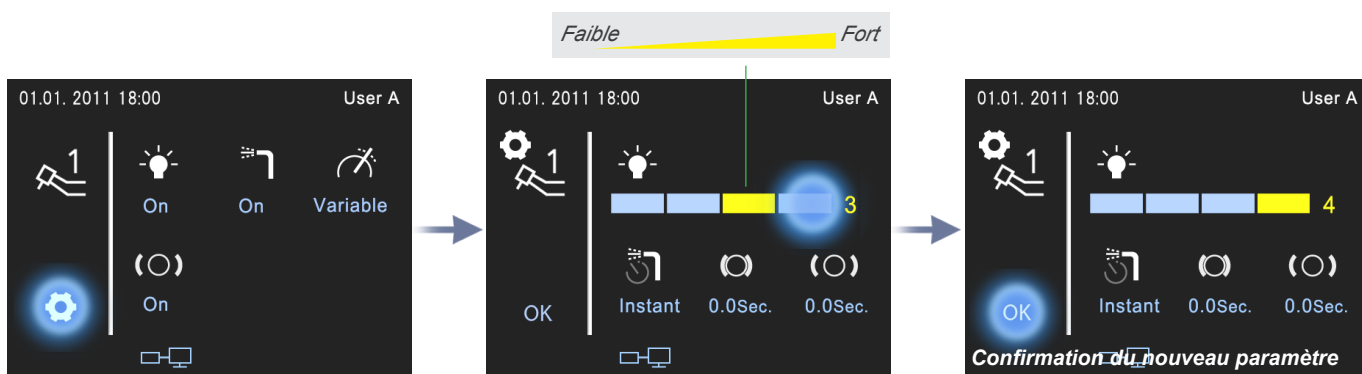 Faible Fort
01.01. 2011 18:00 User A
1
On On Variable
On
01.01. 2011 18:00 User A
1
3
Instant 0.0Sec. 0.0Sec.
OK
01.01. 2011 18:00 User A
1
4
Instant 0.0Sec. 0.0Sec.
OK
Confirmation du nouveau paramètre